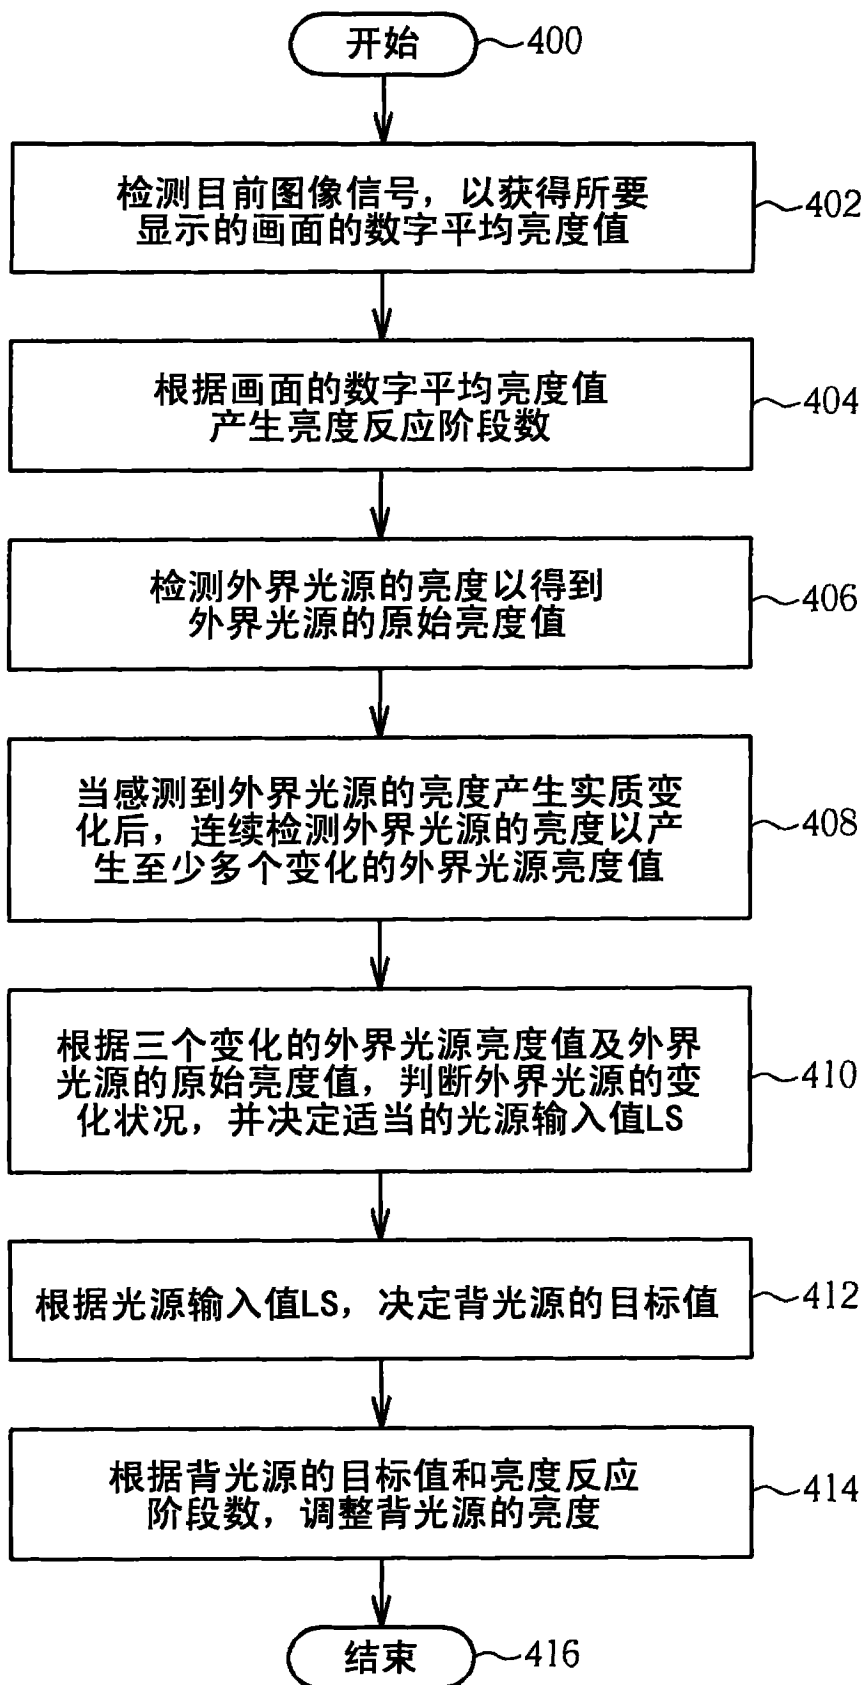 开始
400
检测目前图像信号，以获得所要
显示的画面的数字平均亮度值
402
根据画面的数字平均亮度值
产生亮度反应阶段数
404
检测外界光源的亮度以得到
外界光源的原始亮度值
406
当感测到外界光源的亮度产生实质变
化后，连续检测外界光源的亮度以产
生至少多个变化的外界光源亮度值
408
根据三个变化的外界光源亮度值及外界
光源的原始亮度值，判断外界光源的变
化状况，并决定适当的光源输入值LS
410
根据光源输入值LS，决定背光源的目标值
412
根据背光源的目标值和亮度反应
阶段数，调整背光源的亮度
414
结束
416